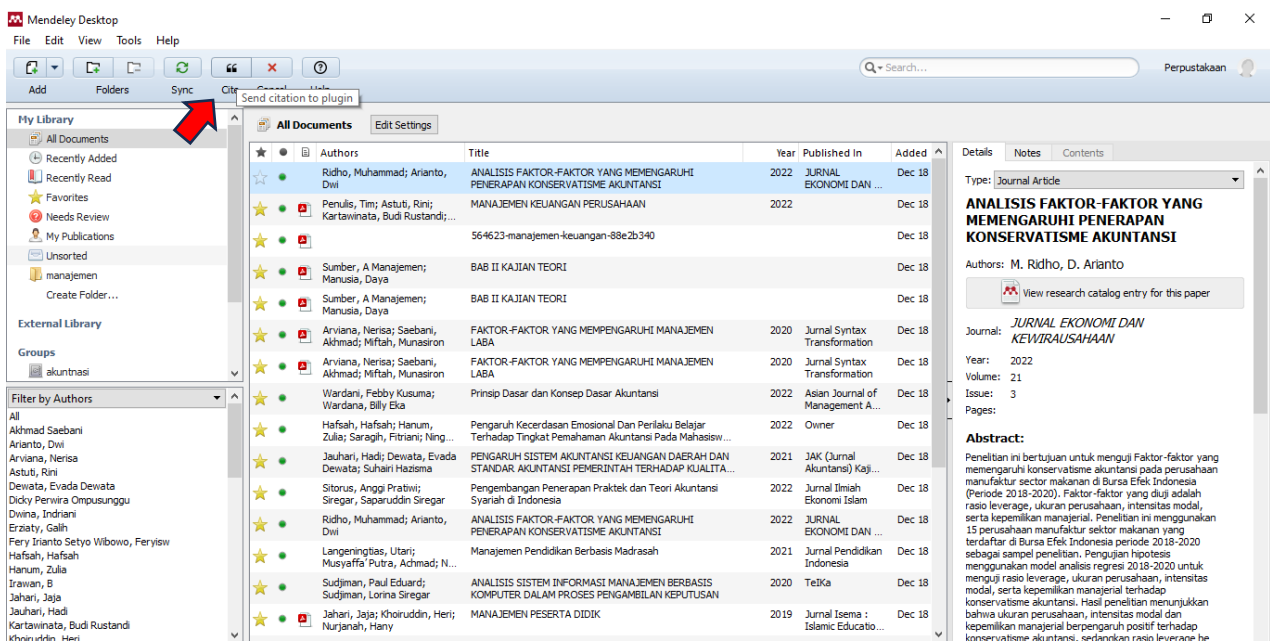 Mendeley Desktop
File Edit View Tools Help
Search...
Perpustakaan
Add Folders Sync Cite Cancel Help
Send citation to plugin
My Library
All Documents
Recently Added
Recently Read
Favorites
Needs Review
My Publications
Unsorted
manajemen
Create Folder...
External Library
Groups
akuntnasi
Filter by Authors
All
Akhmad Saebani
Arianto, Dwi
Arviana, Nerisa
Astuti, Rini
Dewata, Evada Dewata
Dicky Perwira Ompusunggu
Dwina, Indriani
Erziaty, Galih
Fery Irianto Setyo Wibowo, Feryisw
Hafsah, Hafsah
Hanum, Zulia
Irawan, B
Jahari, Jaja
Jauhari, Hadi
Kartawinata, Budi Rustandi
Khoiruddin, Heri
All Documents Edit Settings
Authors Title Year Published In Added
Ridho, Muhammad; Arianto, ANALISIS FAKTOR-FAKTOR YANG MEMENGARUHI 2022 JURNAL Dec 18
Dwi PENERAPAN KONSERVATISME AKUNTANSI EKONOMI DAN ...
Penulis, Tim; Astuti, Rini; MANAJEMEN KEUANGAN PERUSAHAAN 2022 Dec 18
Kartawinata, Budi Rustandi;...
564623-manajemen-keuangan-88e2b340 Dec 18
Sumber, A Manajemen; BAB II KAJIAN TEORI Dec 18
Manusia, Daya
Sumber, A Manajemen; BAB II KAJIAN TEORI Dec 18
Manusia, Daya
Arviana, Nerisa; Saebani, FAKTOR-FAKTOR YANG MEMPENGARUHI MANAJEMEN 2020 Jurnal Syntax Dec 18
Akhmad; Miftah, Munasiron LABA Transformation
Arviana, Nerisa; Saebani, FAKTOR-FAKTOR YANG MEMPENGARUHI MANAJEMEN 2020 Jurnal Syntax Dec 18
Akhmad; Miftah, Munasiron LABA Transformation
Wardani, Febby Kusuma; Prinsip Dasar dan Konsep Dasar Akuntansi 2022 Asian Journal of Dec 18
Wardana, Billy Eka Management A...
Hafsah, Hafsah; Hanum, Pengaruh Kecerdasan Emosional Dan Perilaku Belajar 2022 Owner Dec 18
Zulia; Saragih, Fitriani; Ning... Terhadap Tingkat Pemahaman Akuntansi Pada Mahasisw...
Jauhari, Hadi; Dewata, Evada PENGARUH SISTEM AKUNTANSI KEUANGAN DAERAH DAN 2021 JAK (Jurnal Dec 18
Dewata; Suhairi Hazisma STANDAR AKUNTANSI PEMERINTAH TERHADAP KUALITA... Akuntansi) Kaji...
Sitorus, Anggi Pratiwi; Pengembangan Penerapan Praktek dan Teori Akuntansi 2022 Jurnal Ilmiah Dec 18
Siregar, Saparuddin Siregar Syariah di Indonesia Ekonomi Islam
Ridho, Muhammad; Arianto, ANALISIS FAKTOR-FAKTOR YANG MEMENGARUHI 2022 JURNAL Dec 18
Dwi PENERAPAN KONSERVATISME AKUNTANSI EKONOMI DAN ...
Langeningtias, Utari; Manajemen Pendidikan Berbasis Madrasah 2021 Jurnal Pendidikan Dec 18
Musyaffa'Putra, Achmad; N... Indonesia
Sudjiman, Paul Eduard; ANALISIS SISTEM INFORMASI MANAJEMEN BERBASIS 2020 TeIKa Dec 18
Sudjiman, Lorina Siregar KOMPUTER DALAM PROSES PENGAMBILAN KEPUTUSAN
Jahari, Jaja; Khoiruddin, Heri; MANAJEMEN PESERTA DIDIK 2019 Jurnal Isema : Dec 18
Nurjanah, Hany Islamic Educatio...
Details Notes Contents
Type: Journal Article
ANALISIS FAKTOR-FAKTOR YANG
MEMENGARUHI PENERAPAN
KONSERVATISME AKUNTANSI
Authors: M. Ridho, D. Arianto
View research catalog entry for this paper
Journal: JURNAL EKONOMI DAN
KEWIRAUSAHAAN
Year: 2022
Volume: 21
Issue: 3
Pages:
Abstract:
Penelitian ini bertujuan untuk menguji Faktor-faktor yang
memengaruhi konservatisme akuntansi pada perusahaan
manufaktur sector makanan di Bursa Efek Indonesia
(Periode 2018-2020). Faktor-faktor yang diuji adalah
rasio leverage, ukuran perusahaan, intensitas modal,
serta kepemilikan manajerial. Penelitian ini menggunakan
15 perusahaan manufaktur sektor makanan yang
terdaftar di Bursa Efek Indonesia periode 2018-2020
sebagai sampel penelitian. Pengujian hipotesis
menggunakan model analisis regresi 2018-2020 untuk
menguji rasio leverage, ukuran perusahaan, intensitas
modal, serta kepemilikan manajerial terhadap
konservatisme akuntansi. Hasil penelitian menunjukkan
bahwa ukuran perusahaan, intensitas modal dan
kepemilikan manajerial berpengaruh positif terhadap
konservatisme akuntansi, sedangkan rasio leverage be